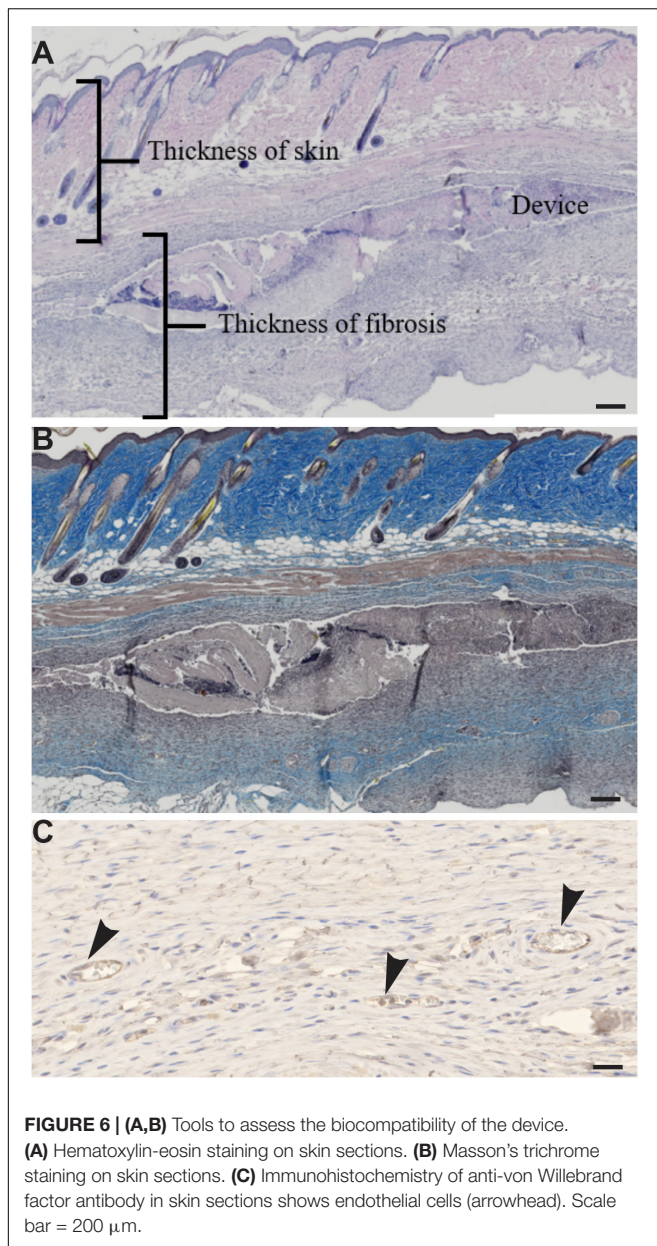 A
Thickness of skin
Device
Thickness of fibrosis
B
C
FIGURE 6 | (A,B) Tools to assess the biocompatibility of the device.
(A) Hematoxylin-eosin staining on skin sections. (B) Masson's trichrome
staining on skin sections. (C) Immunohistochemistry of anti-von Willebrand
factor antibody in skin sections shows endothelial cells (arrowhead). Scale
bar = 200 μm.